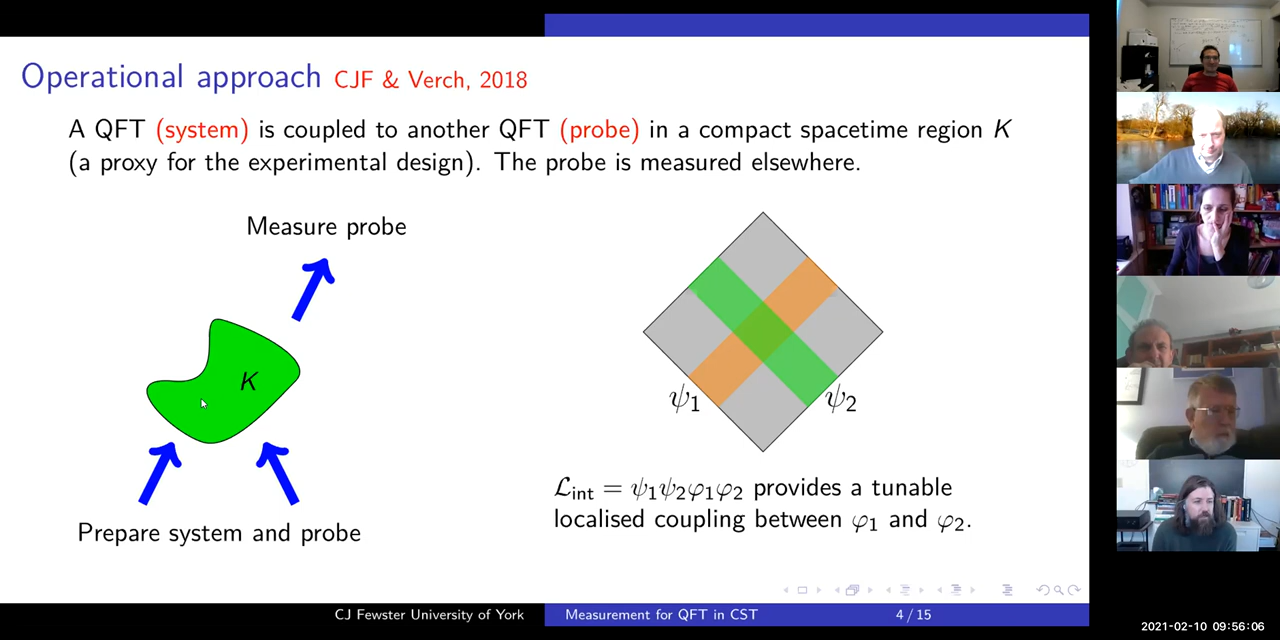 Operational approach CJF & Verch, 2018
A QFT (system) is coupled to another QFT (probe) in a compact spacetime region K
(a proxy for the experimental design). The probe is measured elsewhere.
Measure probe
K
Prepare system and probe
ψ₁
ψ₂
ℒint = ψ₁ψ₂φ₁φ₂ provides a tunable
localised coupling between φ₁ and φ₂.
CJ Fewster University of York
Measurement for QFT in CST
4 / 15
2021-02-10 09:56:06